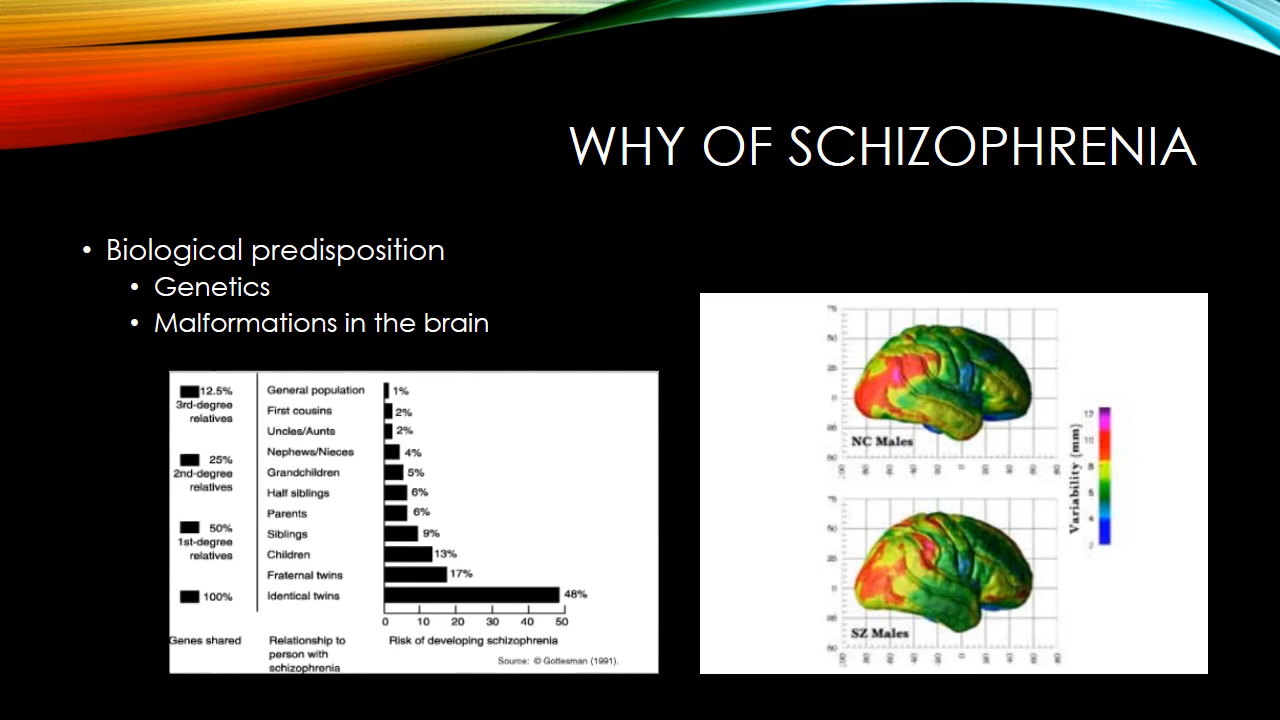 WHY OF SCHIZOPHRENIA
• Biological predisposition
• Genetics
• Malformations in the brain
12.5%
3rd-degree
relatives
25%
2nd-degree
relatives
50%
1st-degree
relatives
100%
Genes shared
General population 1%
First cousins 2%
Uncles/Aunts 2%
Nephews/Nieces 4%
Grandchildren 5%
Half siblings 6%
Parents 6%
Siblings 9%
Children 13%
Fraternal twins 17%
Identical twins 48%
0 10 20 30 40 50
Relationship to
person with
schizophrenia
Risk of developing schizophrenia
Source: © Gottesman (1991).
NC Males
SZ Males
Variability (mm)